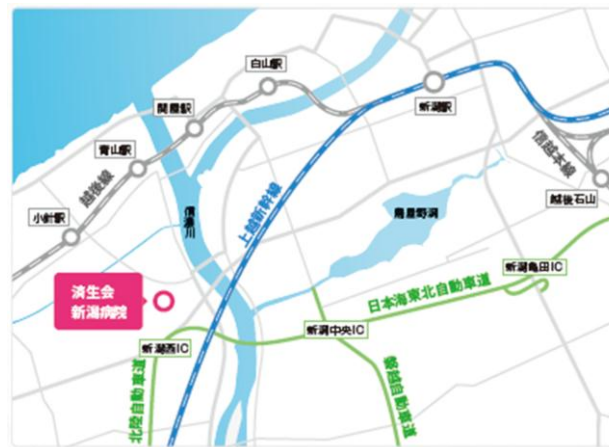 白山駅
関屋駅
新潟駅
青山駅
越後線
信越本線
越後石山
小針駅
信濃川
上越新幹線
鳥屋野潟
済生会
新潟病院
新潟亀田IC
日本海東北自動車道
新潟中央IC
新潟西IC
北陸自動車道
磐越自動車道